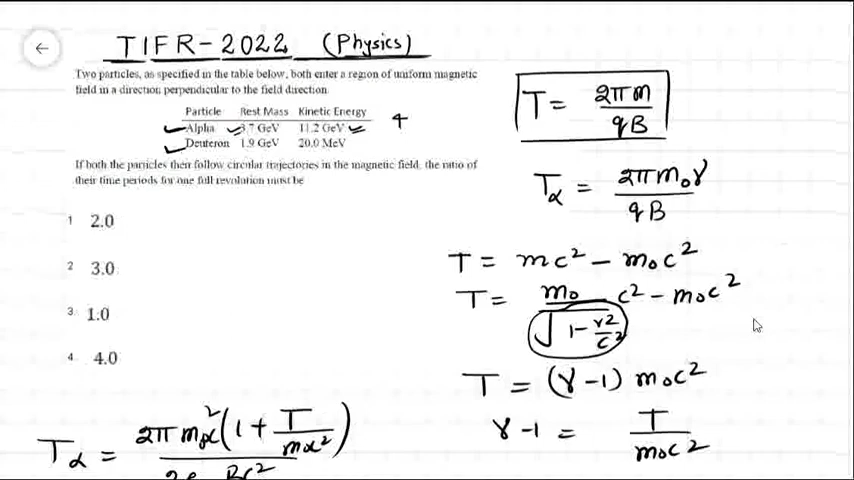 TIFR-2022 (Physics)
Two particles, as specified in the table below, both enter a region of uniform magnetic
field in a direction perpendicular to the field direction.
Particle Rest Mass Kinetic Energy
Alpha 3.7 GeV 11.2 GeV 4
Deuteron 1.9 GeV 20.0 MeV
If both the particles then follow circular trajectories in the magnetic field, the ratio of
their time periods for one full revolution must be
1 2.0
2 3.0
3. 1.0
4. 4.0
T = 2πm / qB
Tα = 2πm₀γ / qB
T = mc² − m₀c²
T = m₀ / √(1 − v²/c²) c² − m₀c²
T = (γ − 1) m₀c²
γ − 1 = T / m₀c²
Tα =